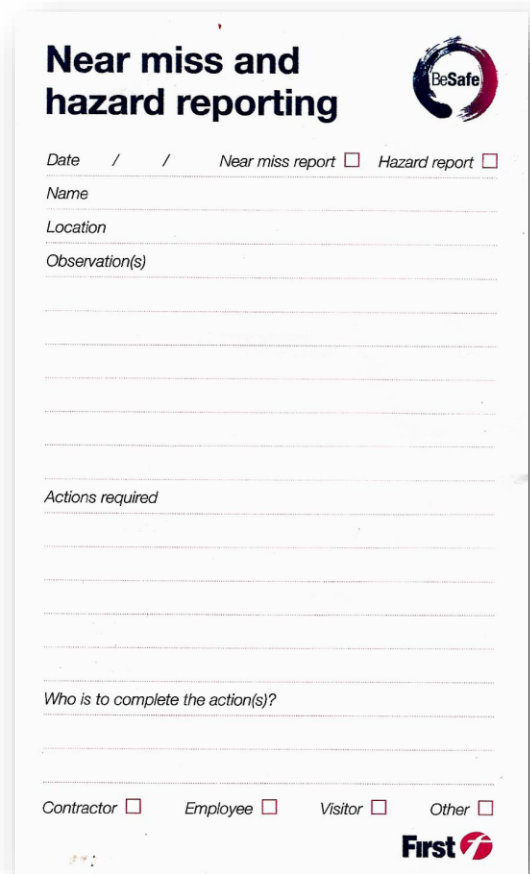 Near miss and
hazard reporting
BeSafe
Date / / Near miss report Hazard report
Name
Location
Observation(s)
Actions required
Who is to complete the action(s)?
Contractor Employee Visitor Other
First